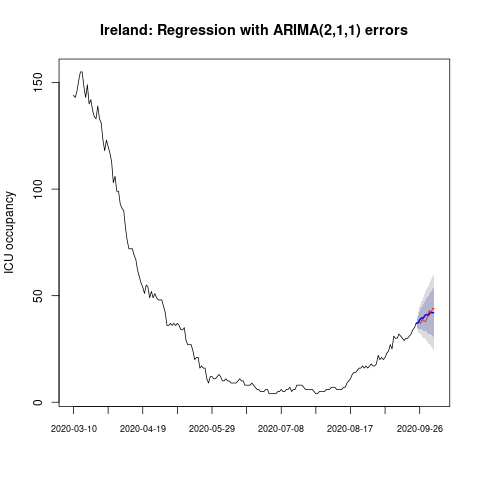 Ireland: Regression with ARIMA(2,1,1) errors
ICU occupancy
150
100
50
0
2020-03-10 2020-04-19 2020-05-29 2020-07-08 2020-08-17 2020-09-26